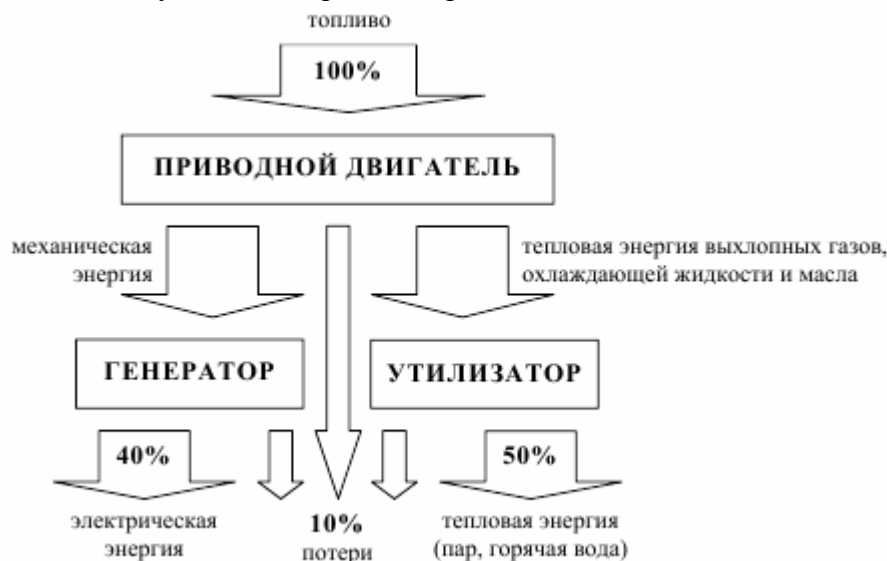 топливо
100%
ПРИВОДНОЙ ДВИГАТЕЛЬ
механическая
энергия
тепловая энергия выхлопных газов,
охлаждающей жидкости и масла
ГЕНЕРАТОР
УТИЛИЗАТОР
40%
50%
электрическая
энергия
10%
потери
тепловая энергия
(пар, горячая вода)